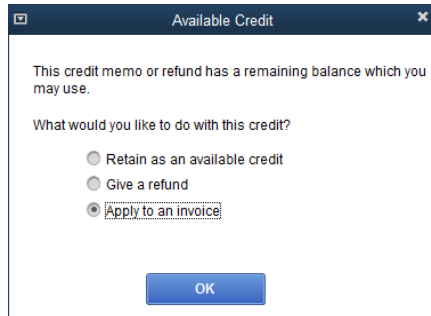 Available Credit
This credit memo or refund has a remaining balance which you
may use.
What would you like to do with this credit?
Retain as an available credit
Give a refund
Apply to an invoice
OK